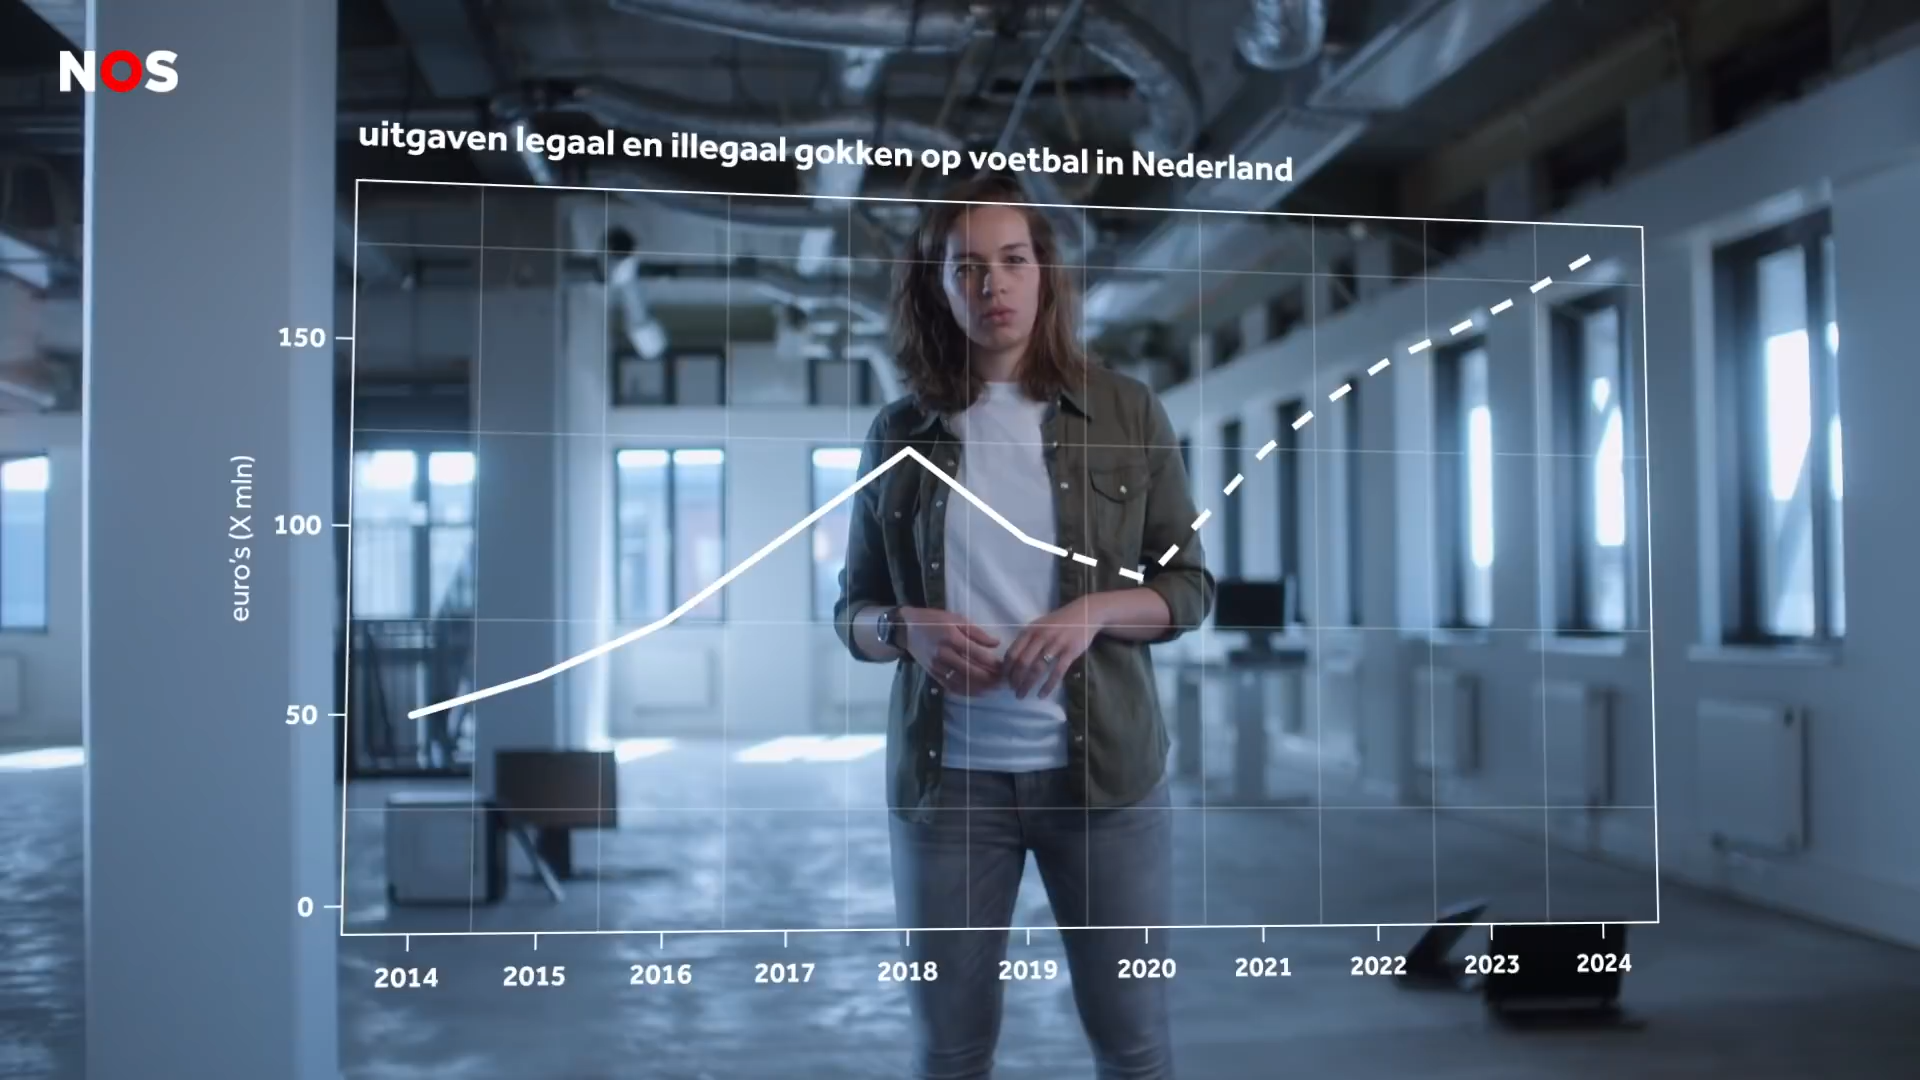 NOS
uitgaven legaal en illegaal gokken op voetbal in Nederland
euro's (X mln)
150
100
50
0
2014 2015 2016 2017 2018 2019 2020 2021 2022 2023 2024